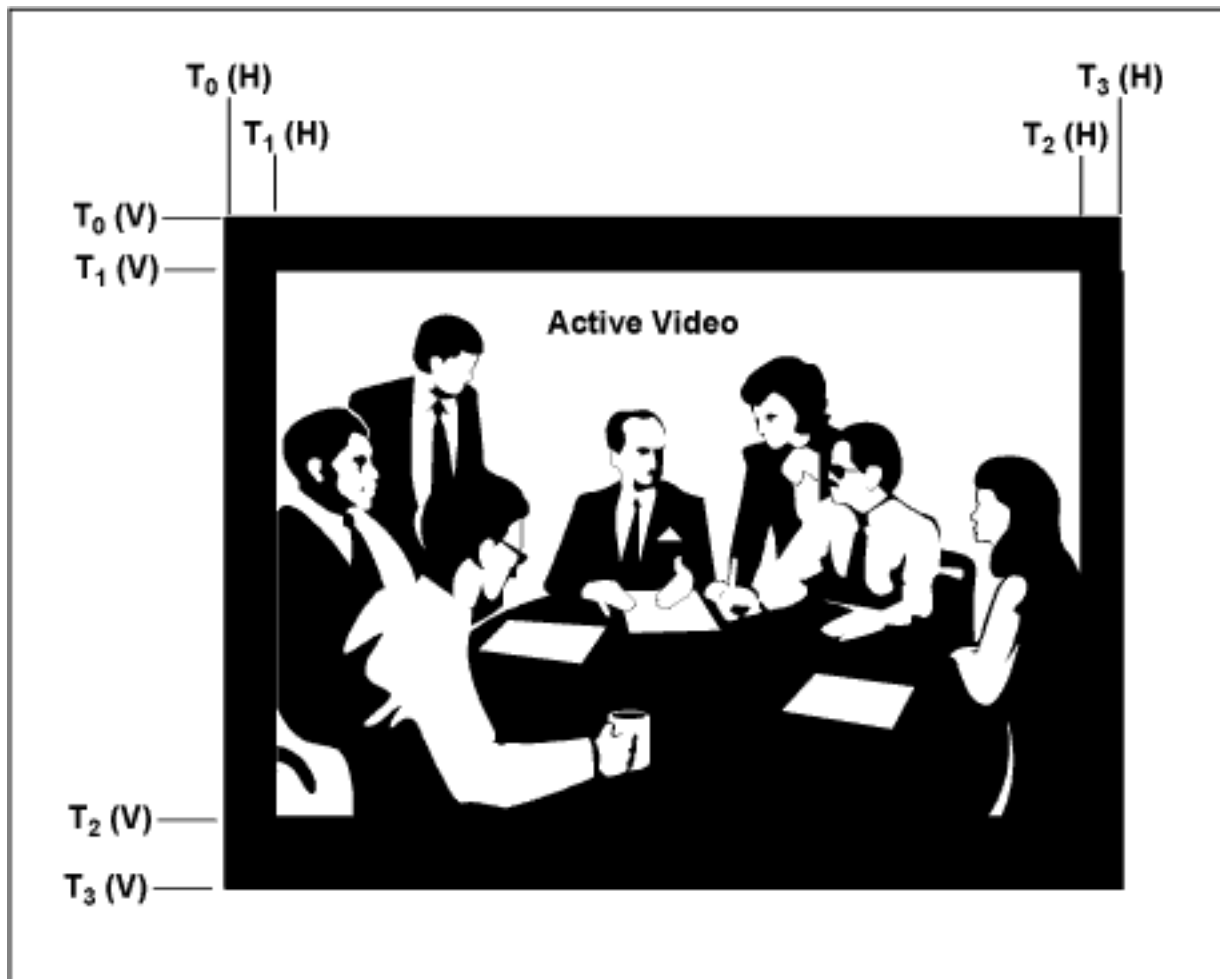 T0 (H)
T3 (H)
T1 (H)
T2 (H)
T0 (V)
T1 (V)
Active Video
T2 (V)
T3 (V)